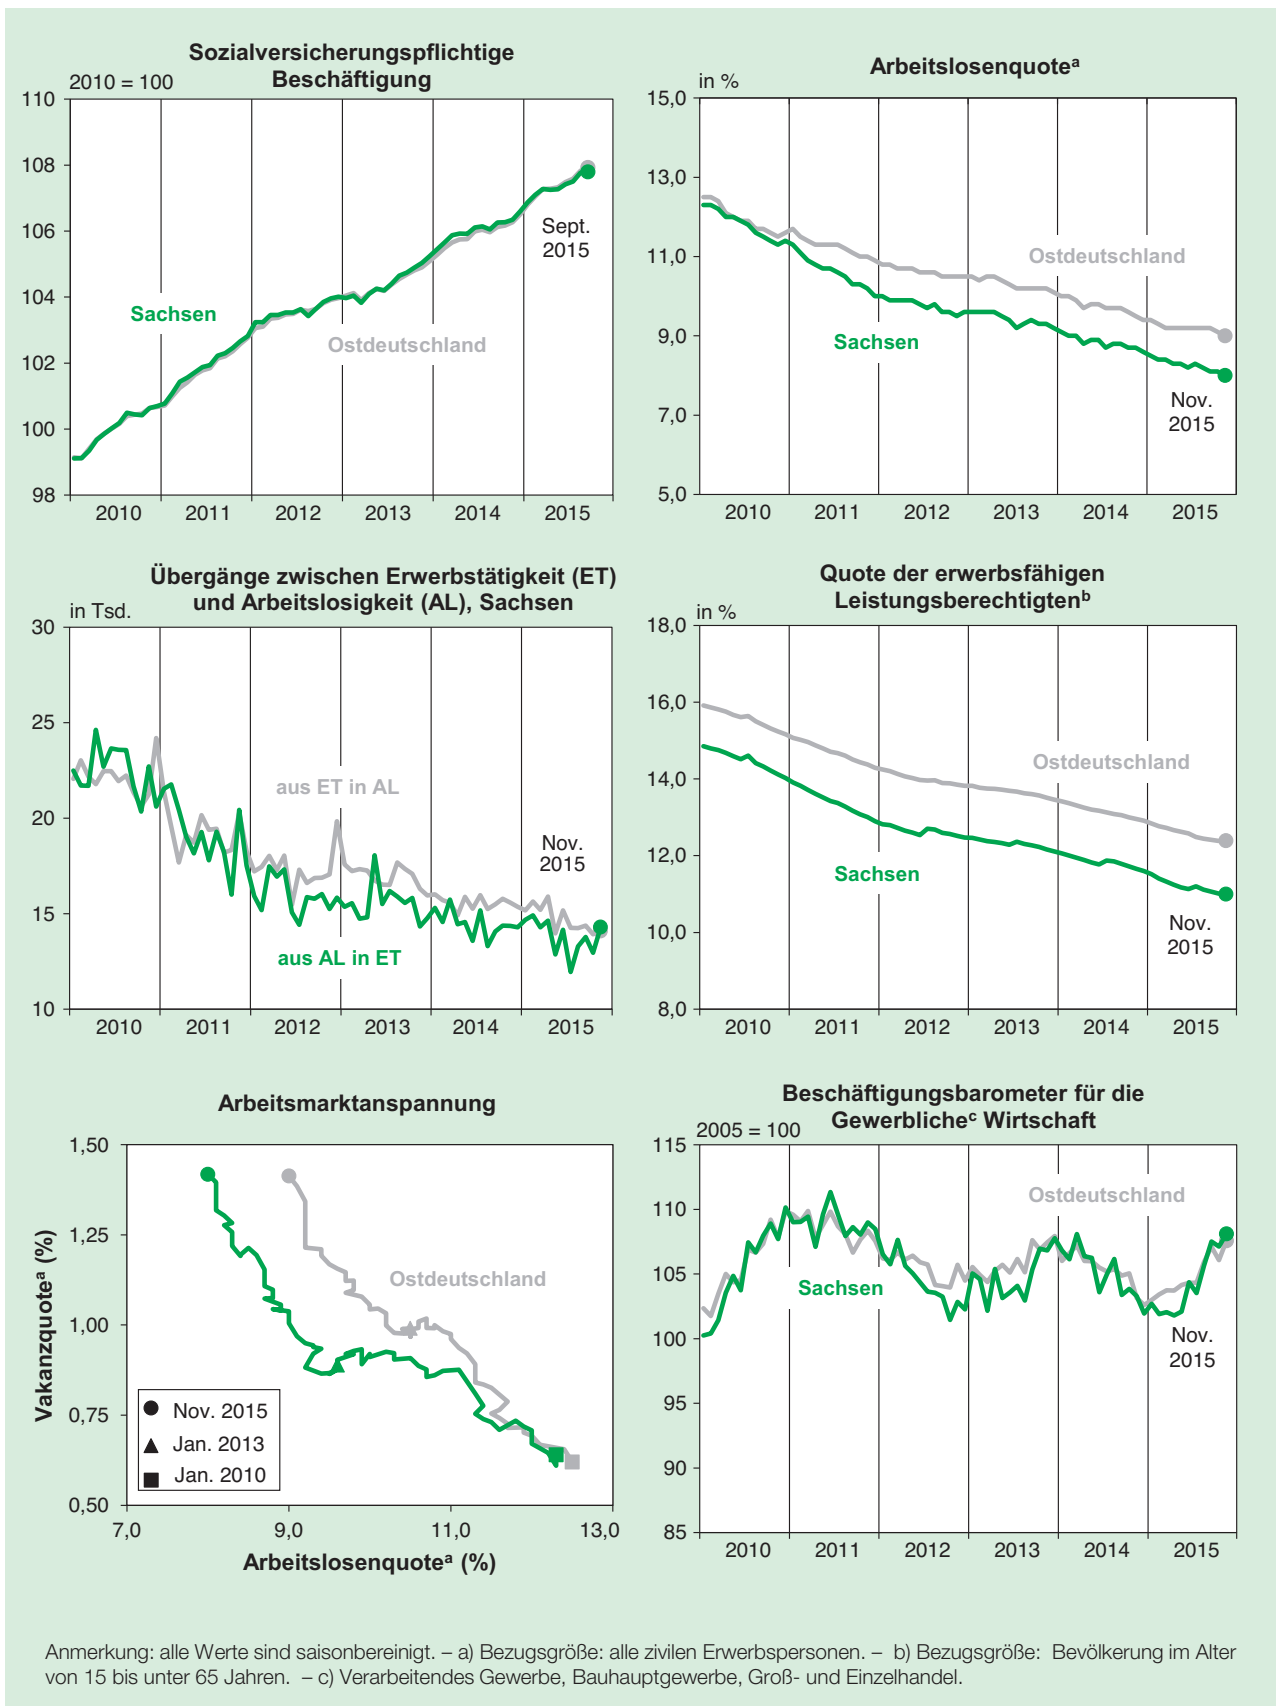 Sozialversicherungspflichtige
Beschäftigung
2010 = 100
110
108
106
104
102
100
98
Sept.
2015
Sachsen
Ostdeutschland
2010 2011 2012 2013 2014 2015
Arbeitslosenquoteᵃ
in %
15,0
13,0
11,0
9,0
7,0
5,0
Ostdeutschland
Sachsen
Nov.
2015
2010 2011 2012 2013 2014 2015
Übergänge zwischen Erwerbstätigkeit (ET)
und Arbeitslosigkeit (AL), Sachsen
in Tsd.
30
25
20
15
10
aus ET in AL
Nov.
2015
aus AL in ET
2010 2011 2012 2013 2014 2015
Quote der erwerbsfähigen
Leistungsberechtigtenᵇ
in %
18,0
16,0
14,0
12,0
10,0
8,0
Ostdeutschland
Sachsen
Nov.
2015
2010 2011 2012 2013 2014 2015
Arbeitsmarktanspannung
Vakanzquoteᵃ (%)
1,50
1,25
1,00
0,75
0,50
Ostdeutschland
Nov. 2015
Jan. 2013
Jan. 2010
7,0 9,0 11,0 13,0
Arbeitslosenquoteᵃ (%)
Beschäftigungsbarometer für die
Gewerblicheᶜ Wirtschaft
2005 = 100
115
110
105
100
95
90
85
Ostdeutschland
Sachsen
Nov.
2015
2010 2011 2012 2013 2014 2015
Anmerkung: alle Werte sind saisonbereinigt. – a) Bezugsgröße: alle zivilen Erwerbspersonen. – b) Bezugsgröße: Bevölkerung im Alter
von 15 bis unter 65 Jahren. – c) Verarbeitendes Gewerbe, Bauhauptgewerbe, Groß- und Einzelhandel.